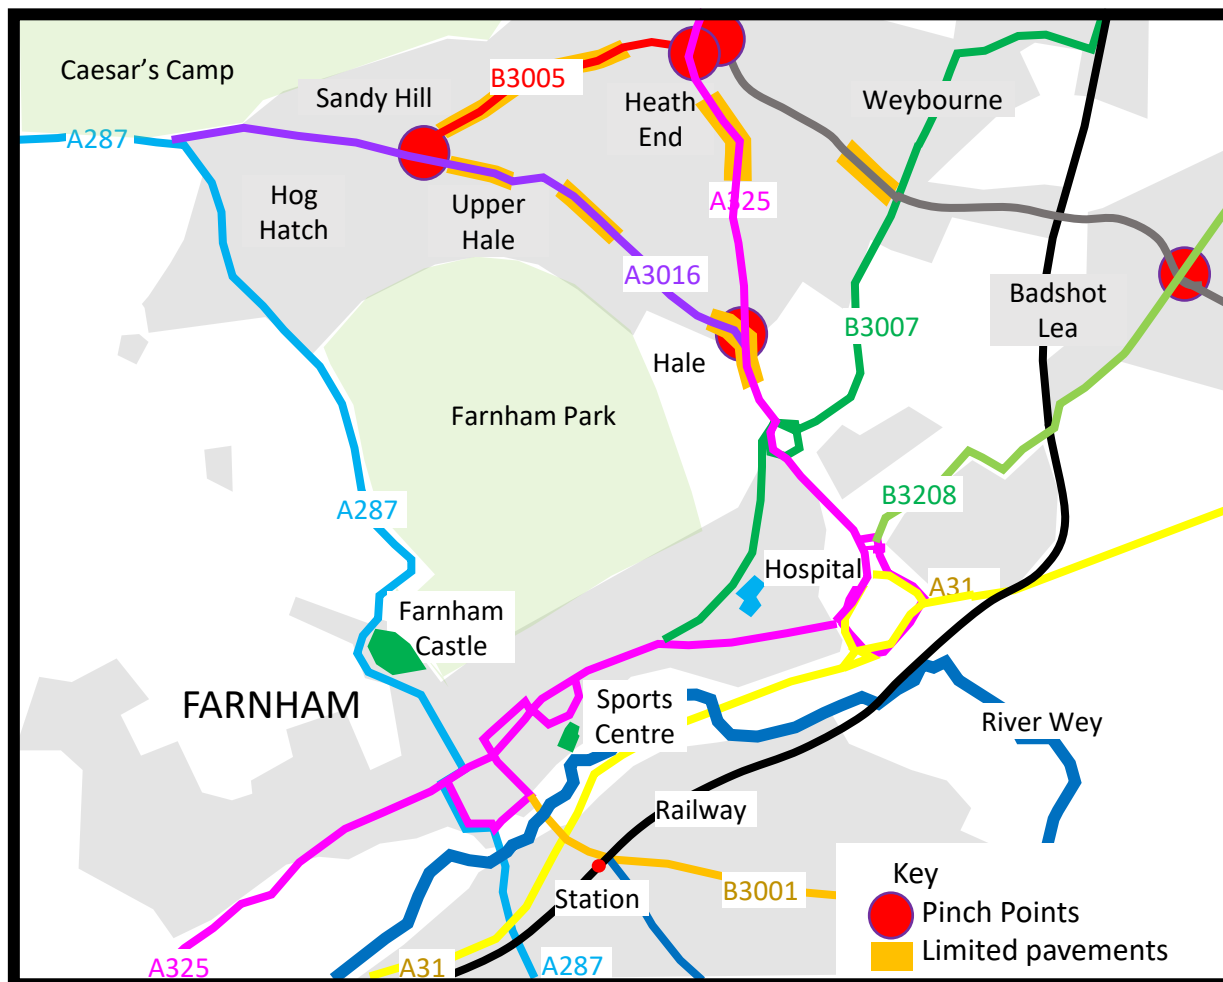 Caesar's Camp
Sandy Hill
B3005
Heath
End
Weybourne
A287
Hog
Hatch
Upper
Hale
A325
A3016
Badshot
Lea
B3007
Hale
Farnham Park
A287
B3208
Hospital
A31
Farnham
Castle
FARNHAM
Sports
Centre
River Wey
Railway
Station
B3001
A325
A31
A287
Key
Pinch Points
Limited pavements